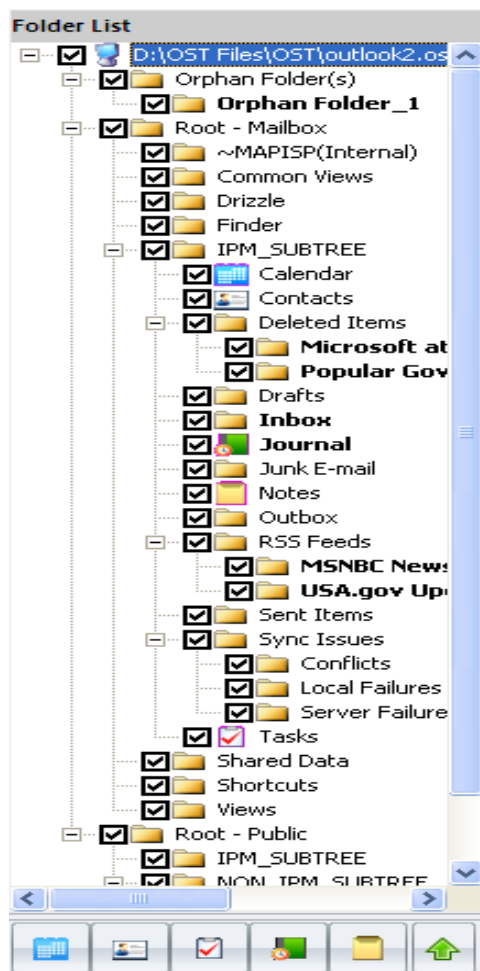 Folder List
D:\OST Files\OST\outlook2.os
Orphan Folder(s)
Orphan Folder_1
Root - Mailbox
~MAPISP(Internal)
Common Views
Drizzle
Finder
IPM_SUBTREE
Calendar
Contacts
Deleted Items
Microsoft at
Popular Gov
Drafts
Inbox
Journal
Junk E-mail
Notes
Outbox
RSS Feeds
MSNBC News
USA.gov Up
Sent Items
Sync Issues
Conflicts
Local Failures
Server Failure
Tasks
Shared Data
Shortcuts
Views
Root - Public
IPM_SUBTREE
NON_IPM_SUBTREE